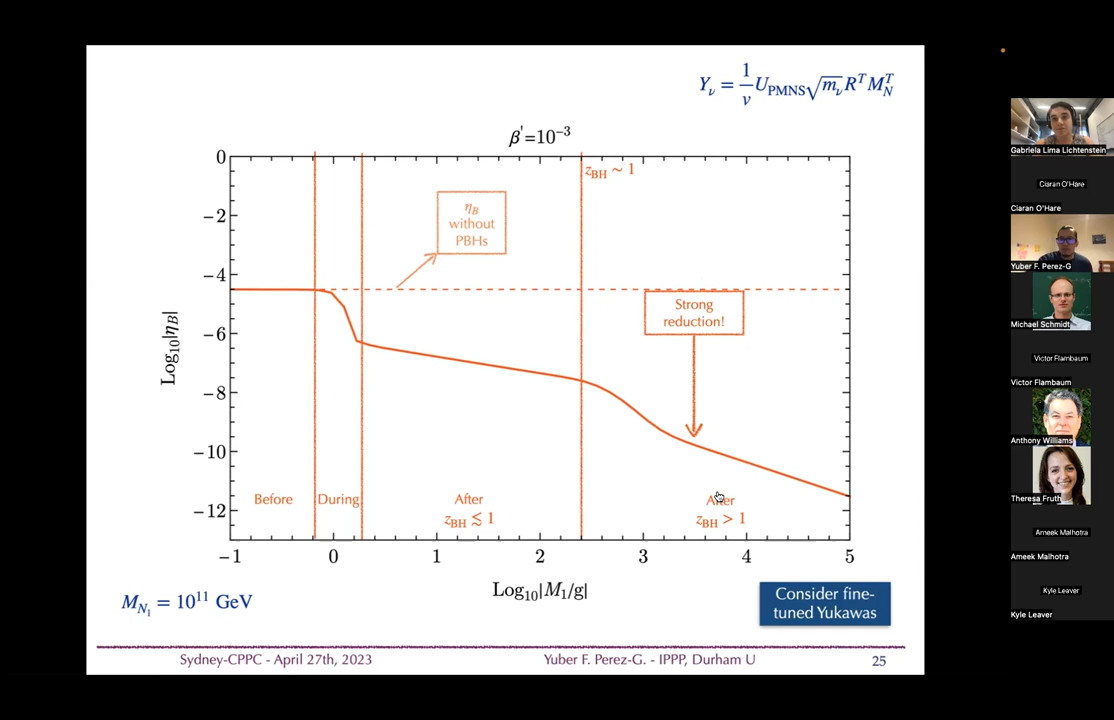 Y_ν = 1/v U_PMNS √m_ν R^T M_N^T
β'=10^−3
0
−2
−4
−6
−8
−10
−12
Log10|η_B|
z_BH ∼ 1
η_B
without
PBHs
Strong
reduction!
Before
During
After
z_BH ≲ 1
After
z_BH > 1
−1
0
1
2
3
4
5
Log10|M_1/g|
M_N1 = 10^11 GeV
Consider fine-
tuned Yukawas
Sydney-CPPC - April 27th, 2023
Yuber F. Perez-G. - IPPP, Durham U
25
Gabriela Lima Lichtenstein
Ciaran O'Hare
Ciaran O'Hare
Yuber F. Perez-G
Michael Schmidt
Victor Flambaum
Victor Flambaum
Anthony Williams
Theresa Fruth
Ameek Malhotra
Ameek Malhotra
Kyle Leaver
Kyle Leaver